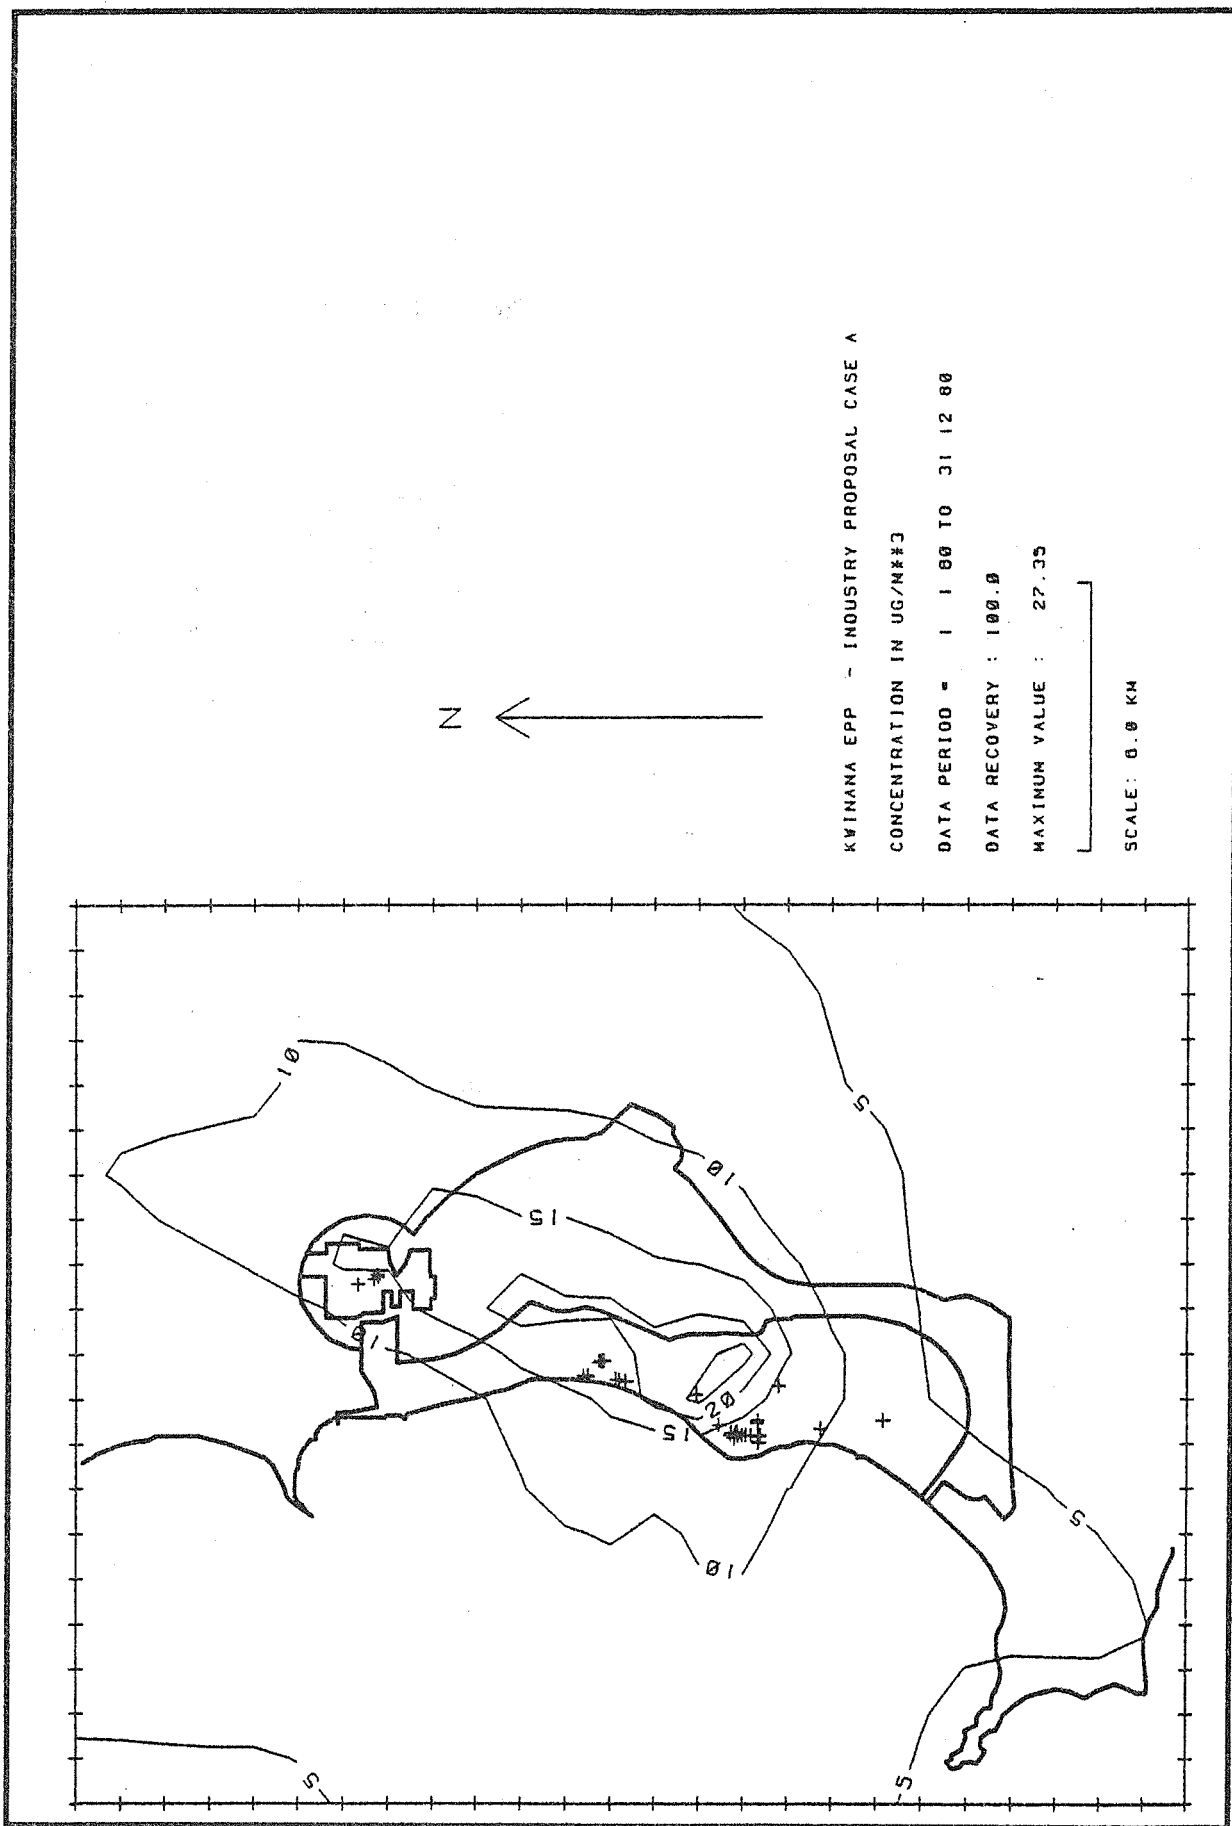 N
KWINANA EPP - INDUSTRY PROPOSAL CASE A
CONCENTRATION IN UG/M**3
DATA PERIOD = 1 1 80 TO 31 12 80
DATA RECOVERY : 100.0
MAXIMUM VALUE : 27.35
SCALE: 6.0 KM
10
10
15
10
5
20
15
10
5
5
5